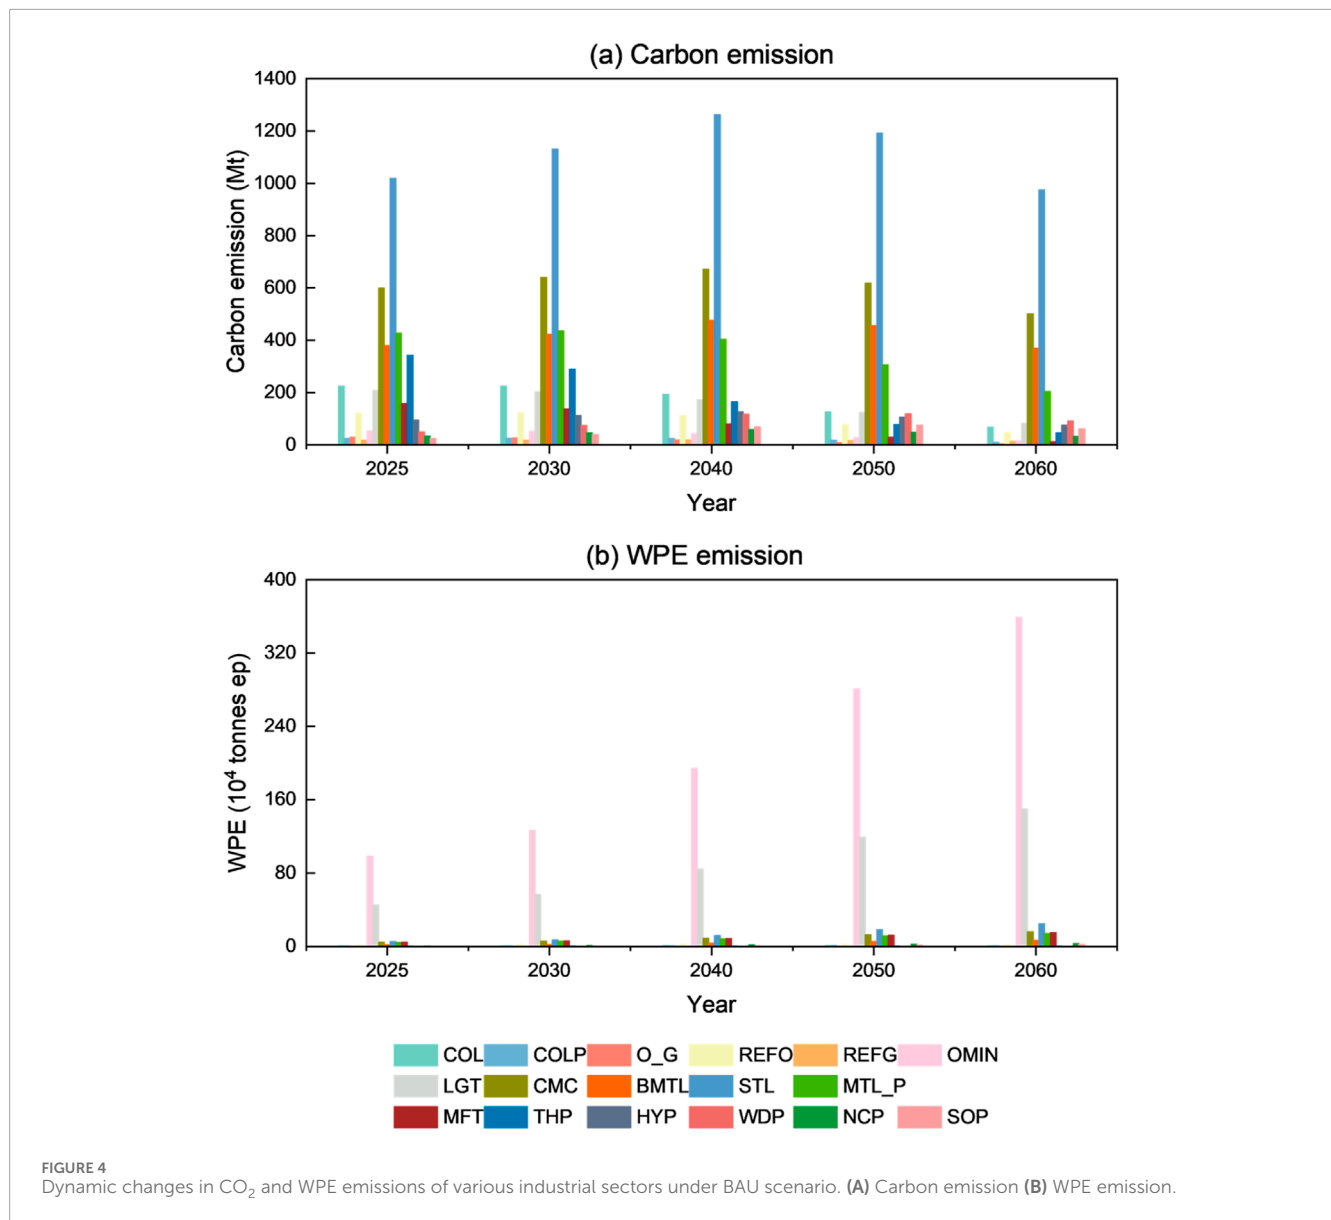 (a) Carbon emission
Carbon emission (Mt)
1400
1200
1000
800
600
400
200
0
2025 2030 2040 2050 2060
Year
(b) WPE emission
WPE (10⁴ tonnes ep)
400
320
240
160
80
0
2025 2030 2040 2050 2060
Year
COL COLP O_G REFO REFG OMIN
LGT CMC BMTL STL MTL_P
MFT THP HYP WDP NCP SOP
FIGURE 4
Dynamic changes in CO₂ and WPE emissions of various industrial sectors under BAU scenario. (A) Carbon emission (B) WPE emission.